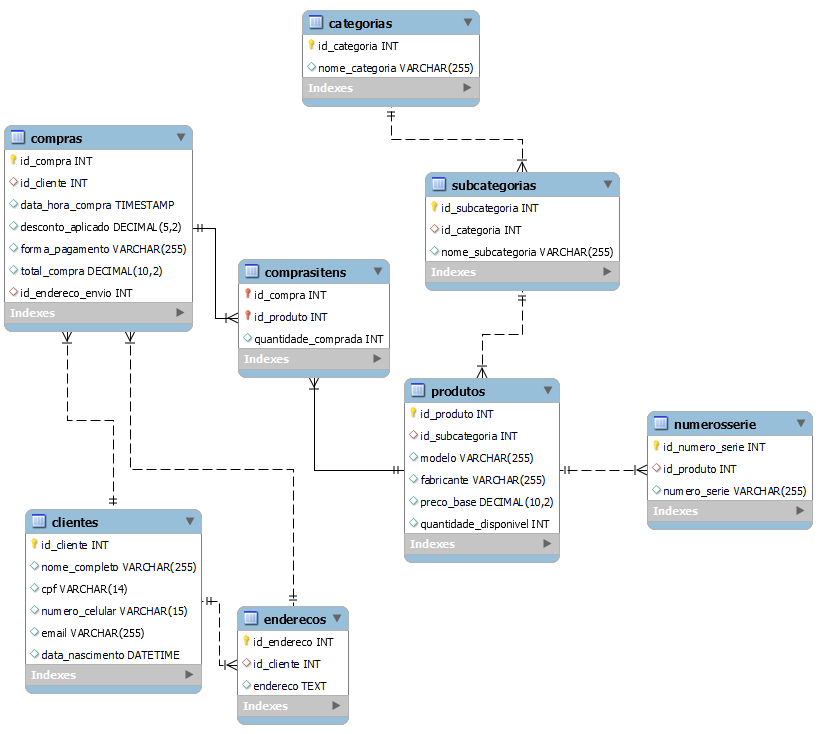 categorias
id_categoria INT
nome_categoria VARCHAR(255)
Indexes
compras
id_compra INT
id_cliente INT
data_hora_compra TIMESTAMP
desconto_aplicado DECIMAL(5,2)
forma_pagamento VARCHAR(255)
total_compra DECIMAL(10,2)
id_endereco_envio INT
Indexes
subcategorias
id_subcategoria INT
id_categoria INT
nome_subcategoria VARCHAR(255)
Indexes
comprasitens
id_compra INT
id_produto INT
quantidade_comprada INT
Indexes
produtos
id_produto INT
id_subcategoria INT
modelo VARCHAR(255)
fabricante VARCHAR(255)
preco_base DECIMAL(10,2)
quantidade_disponivel INT
Indexes
numerosserie
id_numero_serie INT
id_produto INT
numero_serie VARCHAR(255)
Indexes
clientes
id_cliente INT
nome_completo VARCHAR(255)
cpf VARCHAR(14)
numero_celular VARCHAR(15)
email VARCHAR(255)
data_nascimento DATETIME
Indexes
enderecos
id_endereco INT
id_cliente INT
endereco TEXT
Indexes